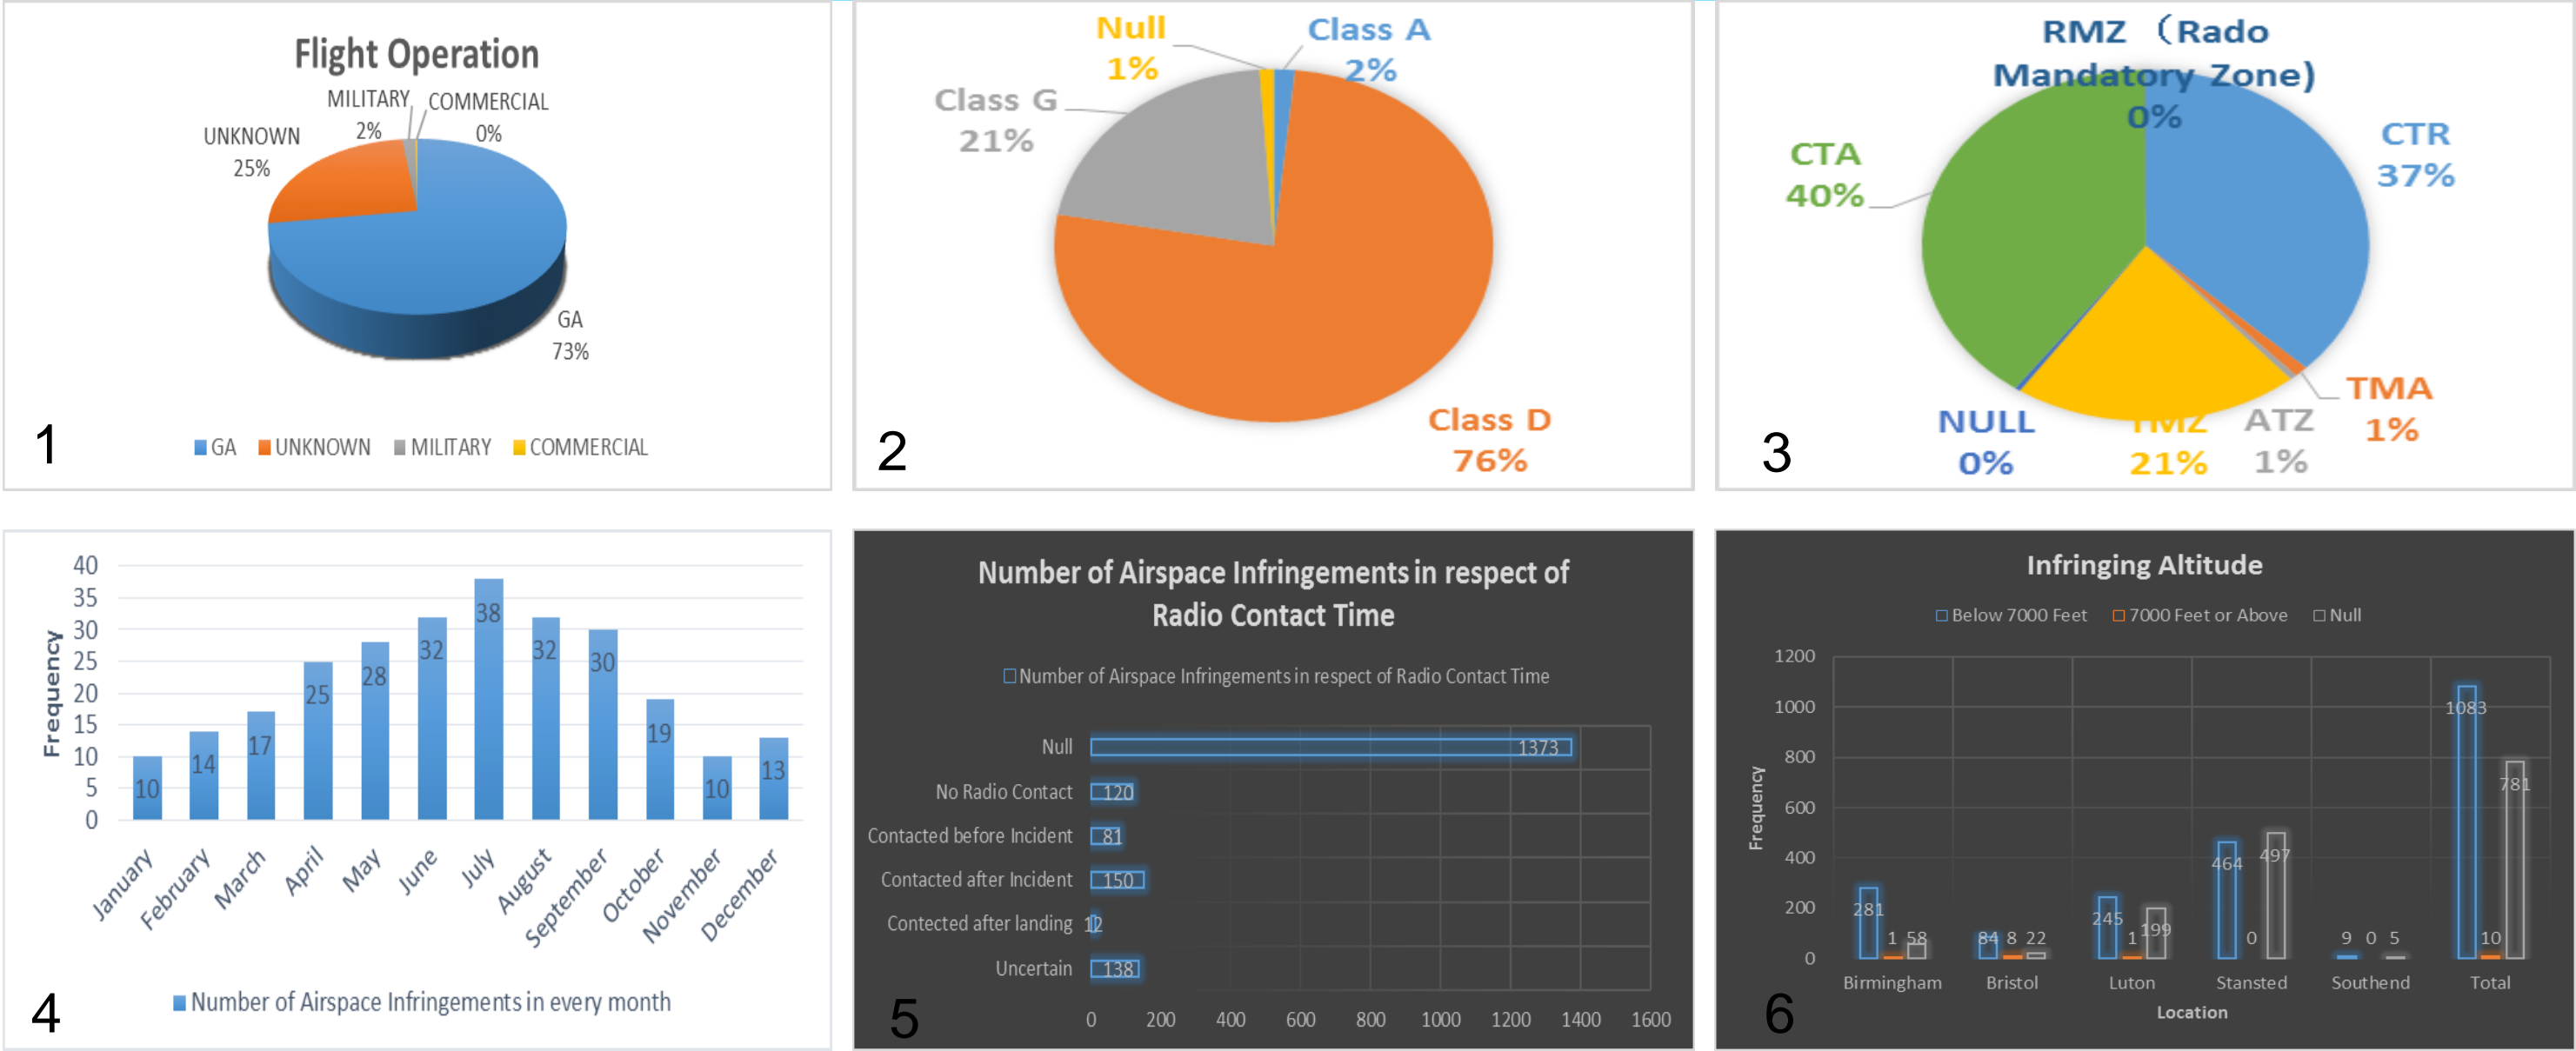 Flight Operation
MILITARY
2%
COMMERCIAL
0%
UNKNOWN
25%
GA
73%
GA UNKNOWN MILITARY COMMERCIAL
1
Null
1%
Class A
2%
Class G
21%
Class D
76%
2
RMZ （Rado
Mandatory Zone)
0%
CTR
37%
CTA
40%
TMA
1%
NULL
0%
TMZ
21%
ATZ
1%
3
Frequency
40
35
30
25
20
15
10
5
0
10 14 17 25 28 32 38 32 30 19 10 13
January February March April May June July August September October November December
Number of Airspace Infringements in every month
4
Number of Airspace Infringements in respect of
Radio Contact Time
Number of Airspace Infringements in respect of Radio Contact Time
Null 1373
No Radio Contact 120
Contacted before Incident 81
Contacted after Incident 150
Contected after landing 12
Uncertain 138
0 200 400 600 800 1000 1200 1400 1600
5
Infringing Altitude
Below 7000 Feet 7000 Feet or Above Null
Frequency
1200
1000
800
600
400
200
0
281 1 58 84 8 22 245 1 199 464 0 497 9 0 5 1083 10 781
Birmingham Bristol Luton Stansted Southend Total
Location
6